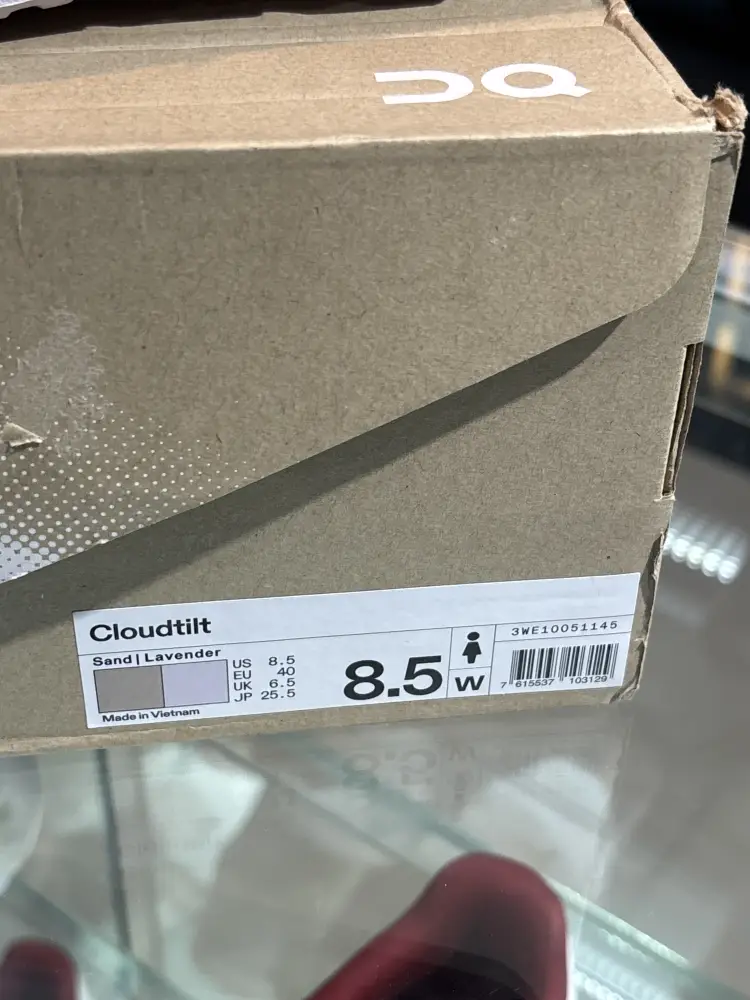 On
Cloudtilt
Sand | Lavender
US 8.5
EU 40
UK 6.5
JP 25.5
Made in Vietnam
8.5
W
3WE10051145
7 615537 103129